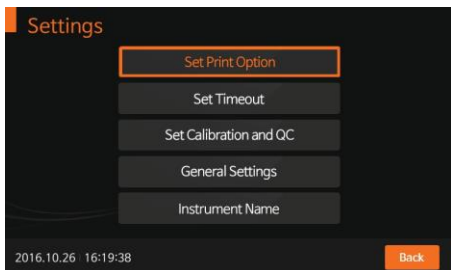 Settings
Set Print Option
Set Timeout
Set Calibration and QC
General Settings
Instrument Name
2016.10.26 16:19:38
Back